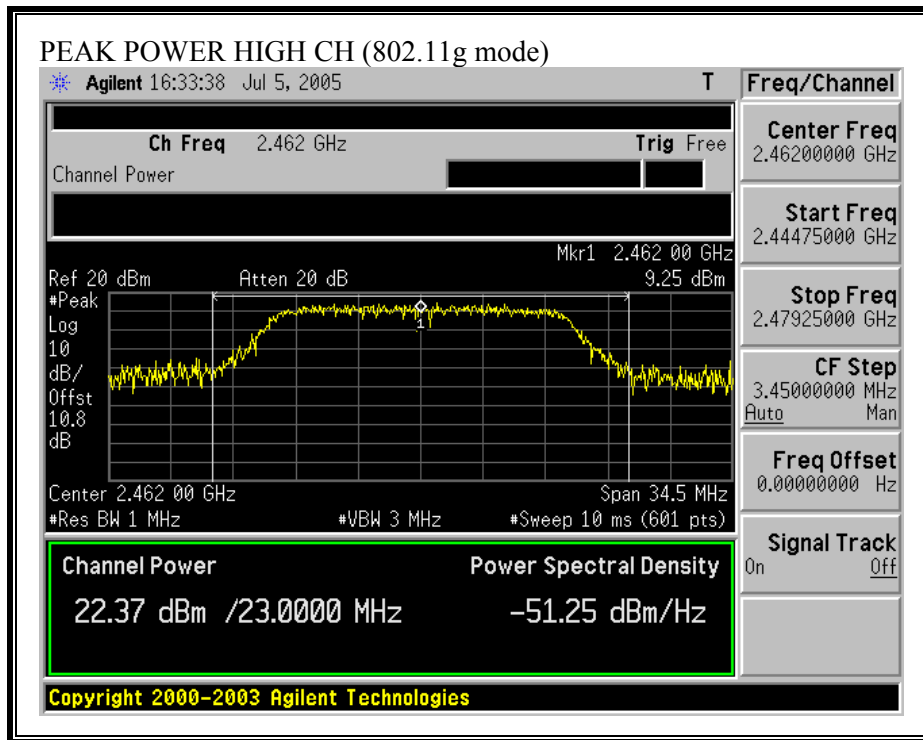 PEAK POWER HIGH CH (802.11g mode)
Agilent 16:33:38 Jul 5, 2005 T
Freq/Channel
Ch Freq 2.462 GHz Trig Free
Channel Power
Center Freq
2.46200000 GHz
Start Freq
2.44475000 GHz
Stop Freq
2.47925000 GHz
CF Step
3.45000000 MHz
Auto Man
Freq Offset
0.00000000 Hz
Signal Track
On Off
Mkr1 2.462 00 GHz
Ref 20 dBm Atten 20 dB 9.25 dBm
#Peak
Log
10
dB/
Offst
10.8
dB
1
Center 2.462 00 GHz Span 34.5 MHz
#Res BW 1 MHz #VBW 3 MHz #Sweep 10 ms (601 pts)
Channel Power Power Spectral Density
22.37 dBm /23.0000 MHz -51.25 dBm/Hz
Copyright 2000-2003 Agilent Technologies